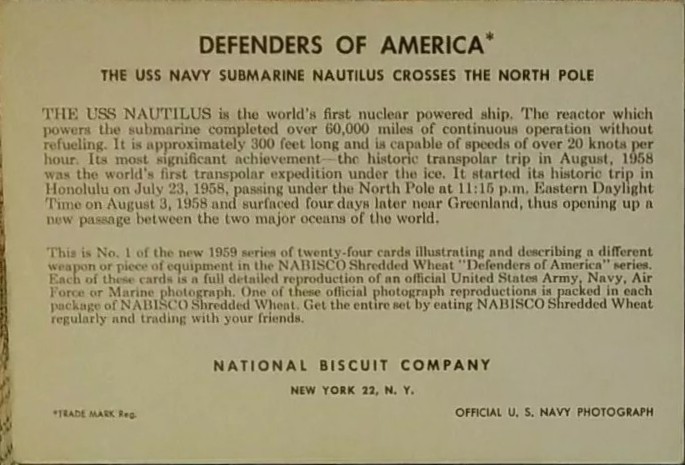 DEFENDERS OF AMERICA*
THE USS NAVY SUBMARINE NAUTILUS CROSSES THE NORTH POLE
THE USS NAUTILUS is the world's first nuclear powered ship. The reactor which
powers the submarine completed over 60,000 miles of continuous operation without
refueling. It is approximately 300 feet long and is capable of speeds of over 20 knots per
hour. Its most significant achievement—the historic transpolar trip in August, 1958
was the world's first transpolar expedition under the ice. It started its historic trip in
Honolulu on July 23, 1958, passing under the North Pole at 11:15 p.m. Eastern Daylight
Time on August 3, 1958 and surfaced four days later near Greenland, thus opening up a
new passage between the two major oceans of the world.
This is No. 1 of the new 1959 series of twenty-four cards illustrating and describing a different
weapon or piece of equipment in the NABISCO Shredded Wheat "Defenders of America" series.
Each of these cards is a full detailed reproduction of an official United States Army, Navy, Air
Force or Marine photograph. One of these official photograph reproductions is packed in each
package of NABISCO Shredded Wheat. Get the entire set by eating NABISCO Shredded Wheat
regularly and trading with your friends.
NATIONAL BISCUIT COMPANY
NEW YORK 22, N. Y.
*TRADE MARK Reg.
OFFICIAL U. S. NAVY PHOTOGRAPH